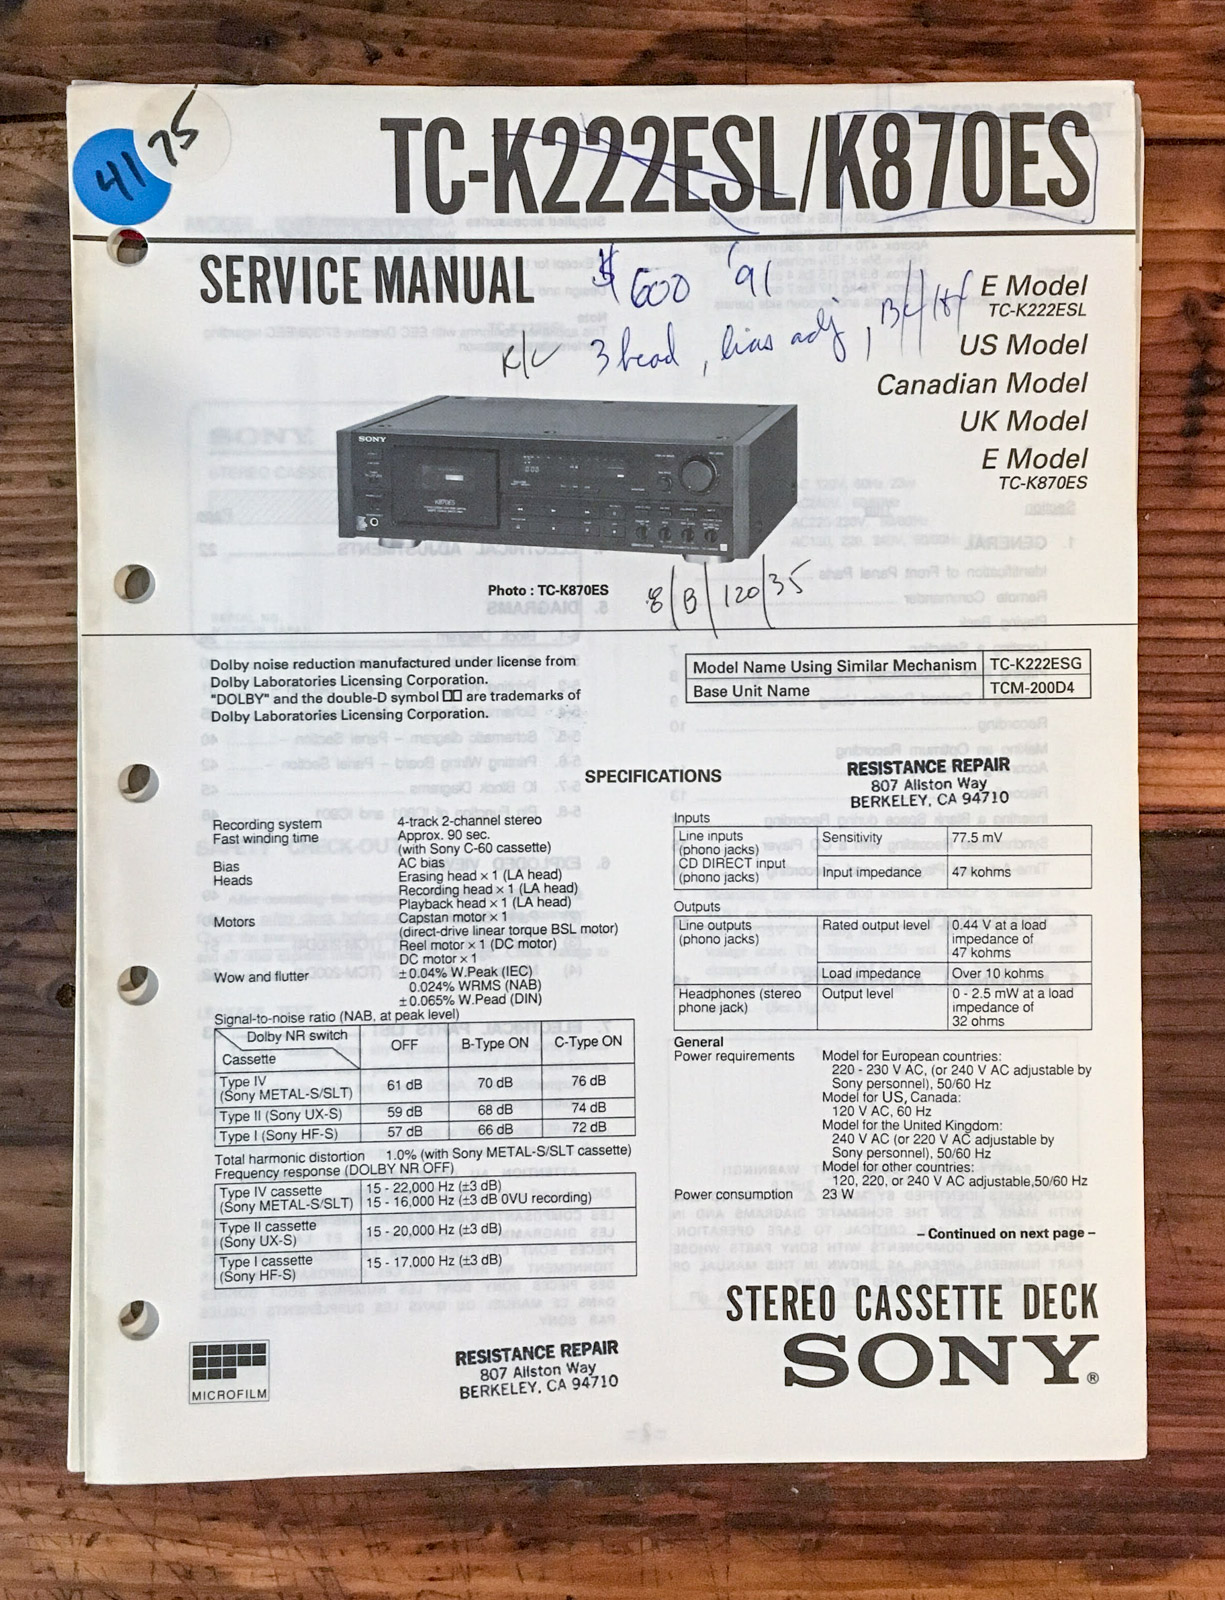 41
75
TC-K222ESL/K870ES
SERVICE MANUAL
$600 '91
3 head, bias adj,
E Model
TC-K222ESL
US Model
Canadian Model
UK Model
E Model
TC-K870ES
SONY
K870ES
Photo : TC-K870ES
8/B/120/35
Dolby noise reduction manufactured under license from
Dolby Laboratories Licensing Corporation.
"DOLBY" and the double-D symbol are trademarks of
Dolby Laboratories Licensing Corporation.
Model Name Using Similar Mechanism TC-K222ESG
Base Unit Name TCM-200D4
SPECIFICATIONS
RESISTANCE REPAIR
807 Allston Way
BERKELEY, CA 94710
Recording system 4-track 2-channel stereo
Fast winding time Approx. 90 sec.
(with Sony C-60 cassette)
Bias AC bias
Heads Erasing head × 1 (LA head)
Recording head × 1 (LA head)
Playback head × 1 (LA head)
Motors Capstan motor × 1
(direct-drive linear torque BSL motor)
Reel motor × 1 (DC motor)
DC motor × 1
Wow and flutter ±0.04% W.Peak (IEC)
0.024% WRMS (NAB)
±0.065% W.Pead (DIN)
Signal-to-noise ratio (NAB, at peak level)
Dolby NR switch OFF B-Type ON C-Type ON
Cassette
Type IV
(Sony METAL-S/SLT) 61 dB 70 dB 76 dB
Type II (Sony UX-S) 59 dB 68 dB 74 dB
Type I (Sony HF-S) 57 dB 66 dB 72 dB
Total harmonic distortion 1.0% (with Sony METAL-S/SLT cassette)
Frequency response (DOLBY NR OFF)
Type IV cassette 15 - 22,000 Hz (±3 dB)
(Sony METAL-S/SLT) 15 - 16,000 Hz (±3 dB 0VU recording)
Type II cassette
(Sony UX-S) 15 - 20,000 Hz (±3 dB)
Type I cassette
(Sony HF-S) 15 - 17,000 Hz (±3 dB)
Inputs
Line inputs
(phono jacks)
CD DIRECT input
(phono jacks)
Sensitivity 77.5 mV
Input impedance 47 kohms
Outputs
Line outputs
(phono jacks)
Rated output level 0.44 V at a load
impedance of
47 kohms
Load impedance Over 10 kohms
Headphones (stereo
phone jack)
Output level 0 - 2.5 mW at a load
impedance of
32 ohms
General
Power requirements Model for European countries:
220 - 230 V AC, (or 240 V AC adjustable by
Sony personnel), 50/60 Hz
Model for US, Canada:
120 V AC, 60 Hz
Model for the United Kingdom:
240 V AC (or 220 V AC adjustable by
Sony personnel), 50/60 Hz
Model for other countries:
120, 220, or 240 V AC adjustable,50/60 Hz
Power consumption 23 W
– Continued on next page –
STEREO CASSETTE DECK
SONY®
MICROFILM
RESISTANCE REPAIR
807 Allston Way
BERKELEY, CA 94710